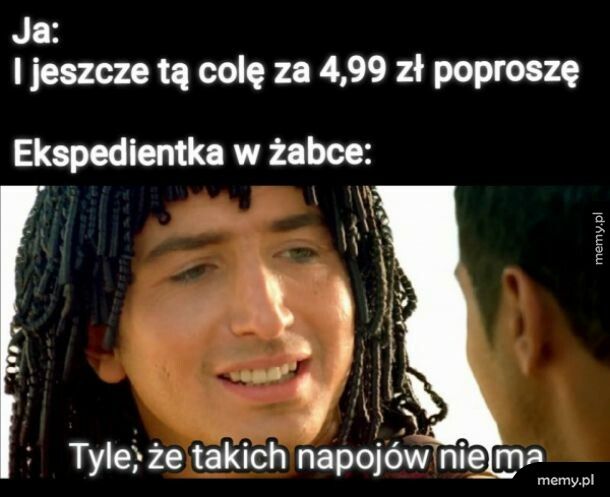 Ja:
I jeszcze tą colę za 4,99 zł poproszę
Ekspedientka w żabce:
memy.pl
Tyle, że takich napojów nie ma
memy.pl